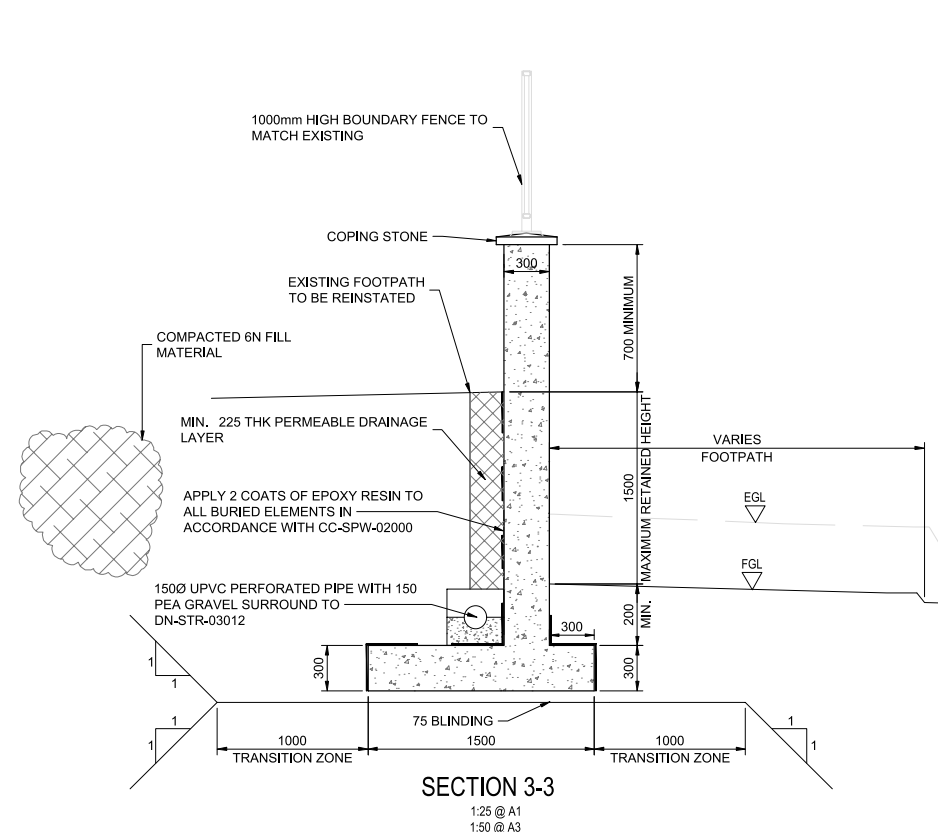 1000mm HIGH BOUNDARY FENCE TO
MATCH EXISTING
COPING STONE
300
EXISTING FOOTPATH
TO BE REINSTATED
700 MINIMUM
COMPACTED 6N FILL
MATERIAL
MIN. 225 THK PERMEABLE DRAINAGE
LAYER
1500
MAXIMUM RETAINED HEIGHT
VARIES
FOOTPATH
APPLY 2 COATS OF EPOXY RESIN TO
ALL BURIED ELEMENTS IN
ACCORDANCE WITH CC-SPW-02000
EGL
FGL
150Ø UPVC PERFORATED PIPE WITH 150
PEA GRAVEL SURROUND TO
DN-STR-03012
200
MIN.
300
300
300
1
1
1
1
1
1
75 BLINDING
1000
TRANSITION ZONE
1500
1000
TRANSITION ZONE
SECTION 3-3
1:25 @ A1
1:50 @ A3